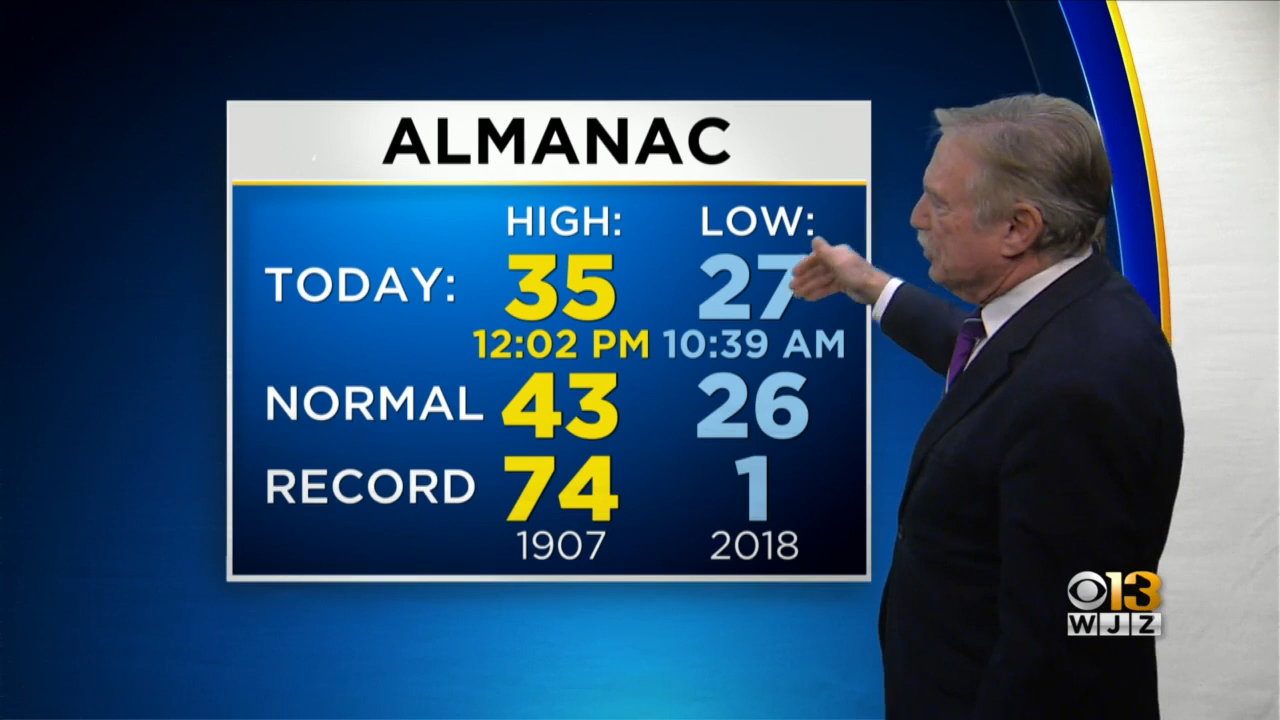 ALMANAC
HIGH: LOW:
TODAY: 35 27
12:02 PM 10:39 AM
NORMAL 43 26
RECORD 74 1
1907 2018
13
WJZ